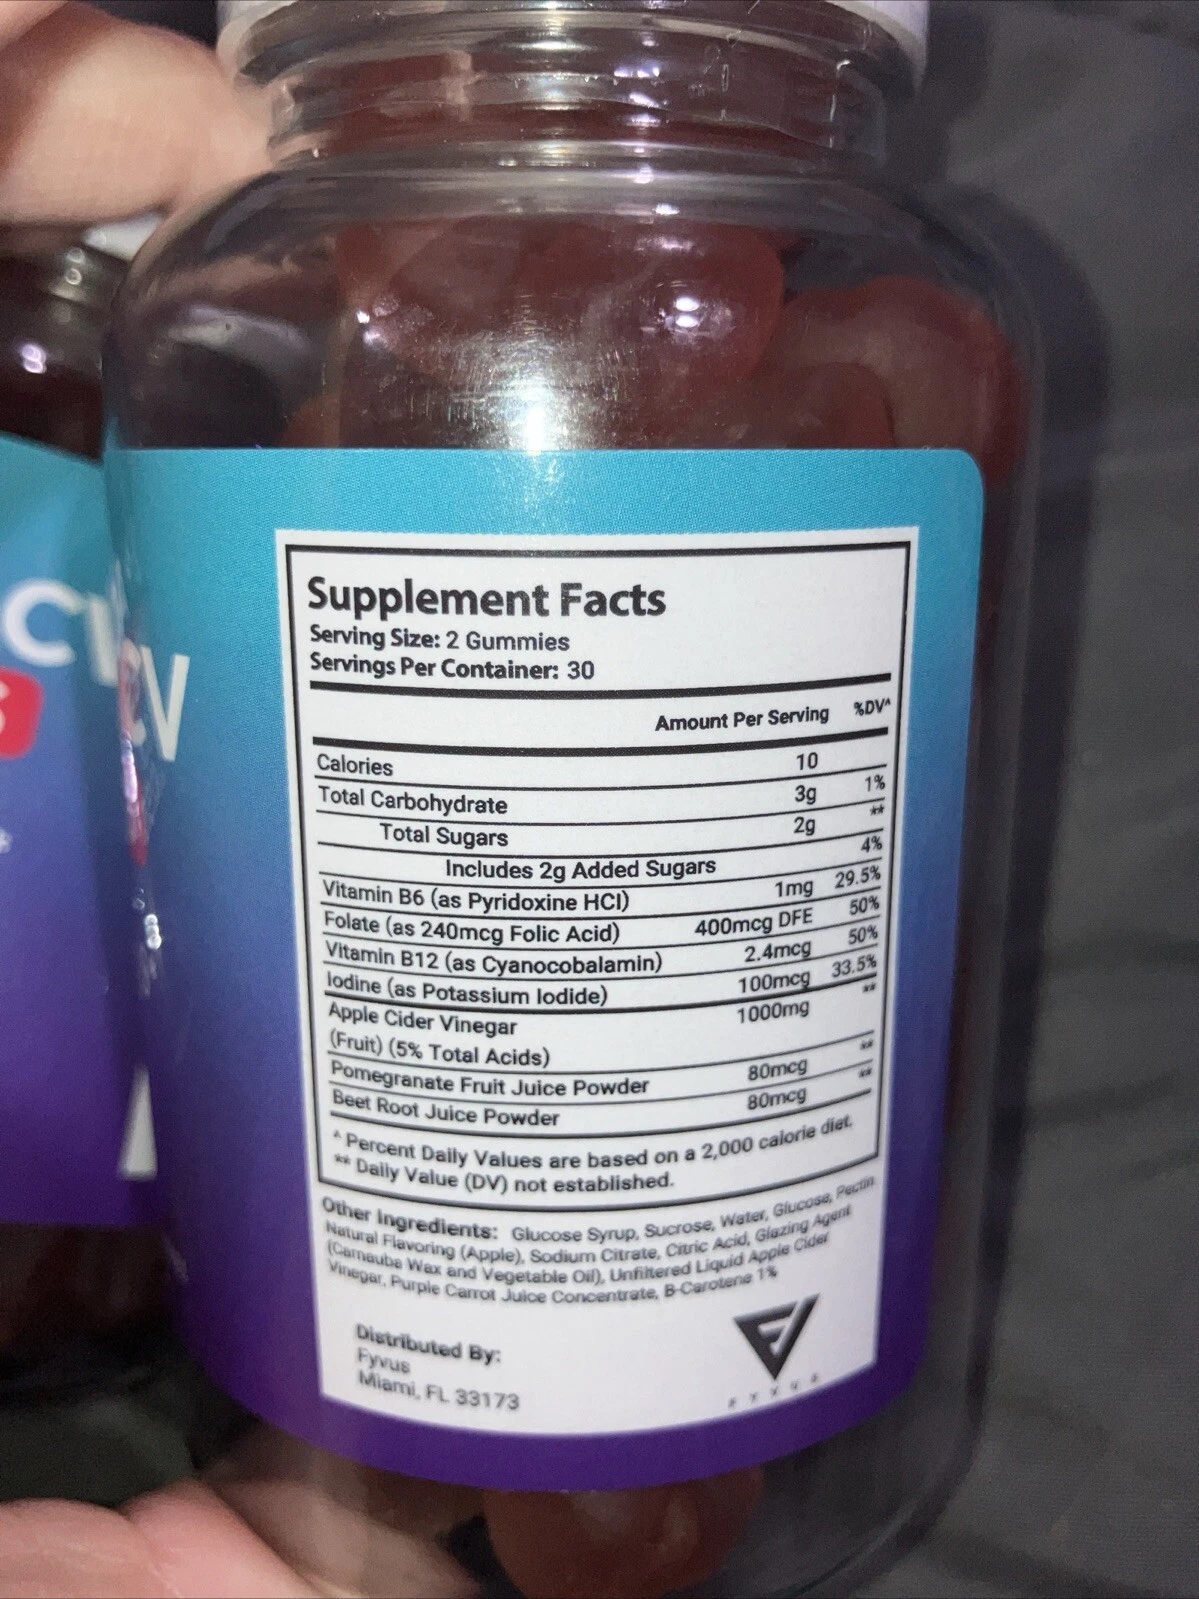 Supplement Facts
Serving Size: 2 Gummies
Servings Per Container: 30
Amount Per Serving %DV^
Calories 10
Total Carbohydrate 3g 1%
Total Sugars 2g **
Includes 2g Added Sugars 4%
Vitamin B6 (as Pyridoxine HCI) 1mg 29.5%
Folate (as 240mcg Folic Acid) 400mcg DFE 50%
Vitamin B12 (as Cyanocobalamin) 2.4mcg 50%
Iodine (as Potassium Iodide) 100mcg 33.5%
Apple Cider Vinegar 1000mg **
(Fruit) (5% Total Acids)
Pomegranate Fruit Juice Powder 80mcg **
Beet Root Juice Powder 80mcg **
^ Percent Daily Values are based on a 2,000 calorie diet.
** Daily Value (DV) not established.
Other Ingredients: Glucose Syrup, Sucrose, Water, Glucose, Pectin
Natural Flavoring (Apple), Sodium Citrate, Citric Acid, Glazing Agent
(Carnauba Wax and Vegetable Oil), Unfiltered Liquid Apple Cider
Vinegar, Purple Carrot Juice Concentrate, B-Carotene 1%
Distributed By:
Fyvus
Miami, FL 33173
FYVUS
CV